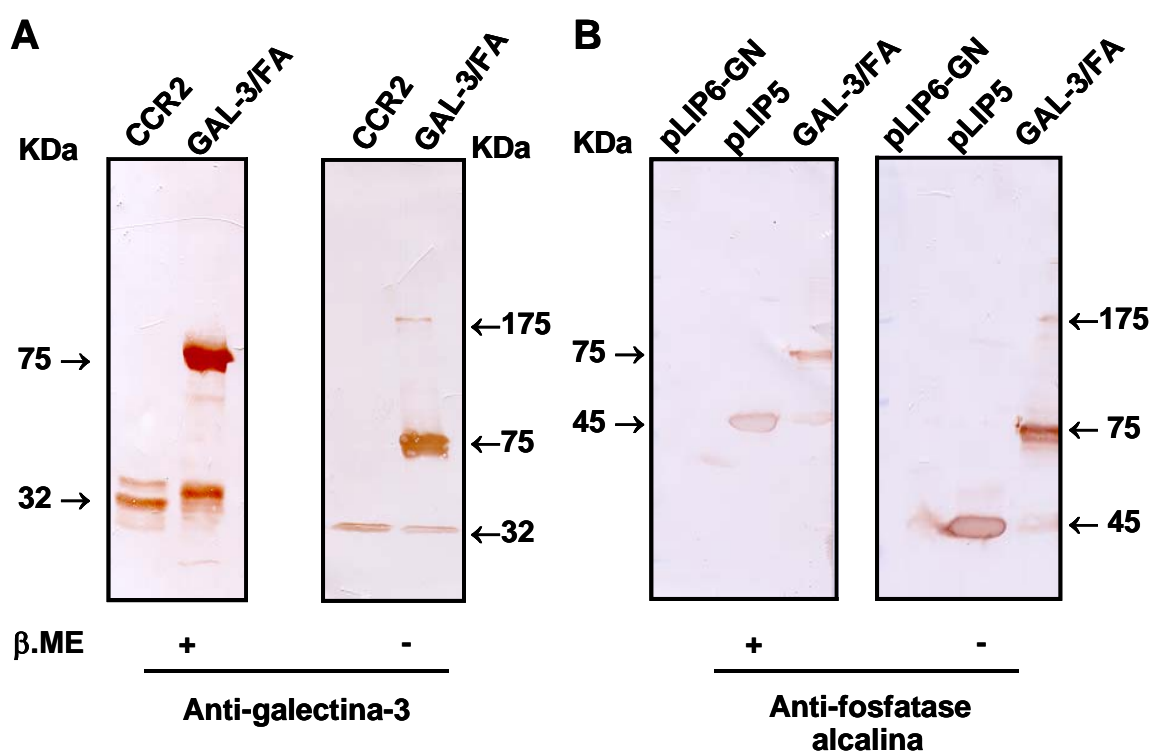 A
CCR2
GAL-3/FA
CCR2
GAL-3/FA
KDa
KDa
75 →
32 →
←175
←75
←32
β.ME
+
-
Anti-galectina-3
B
pLIP6-GN
pLIP5
GAL-3/FA
pLIP6-GN
pLIP5
GAL-3/FA
KDa
75 →
45 →
←175
← 75
← 45
+
-
Anti-fosfatase
alcalina